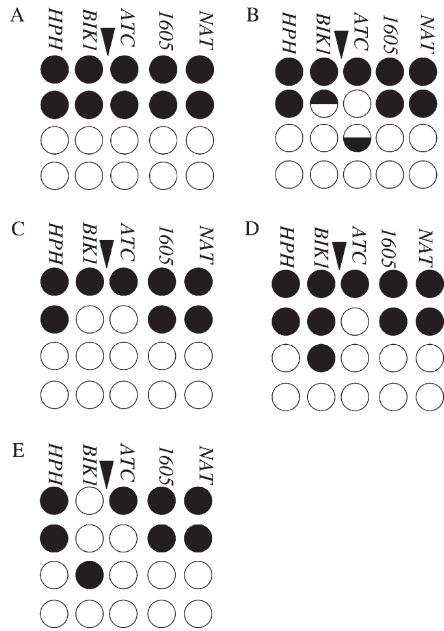 A
HPH BIK1 ATC 1605 NAT
B
HPH BIK1 ATC 1605 NAT
C
HPH BIK1 ATC 1605 NAT
D
HPH BIK1 ATC 1605 NAT
E
HPH BIK1 ATC 1605 NAT